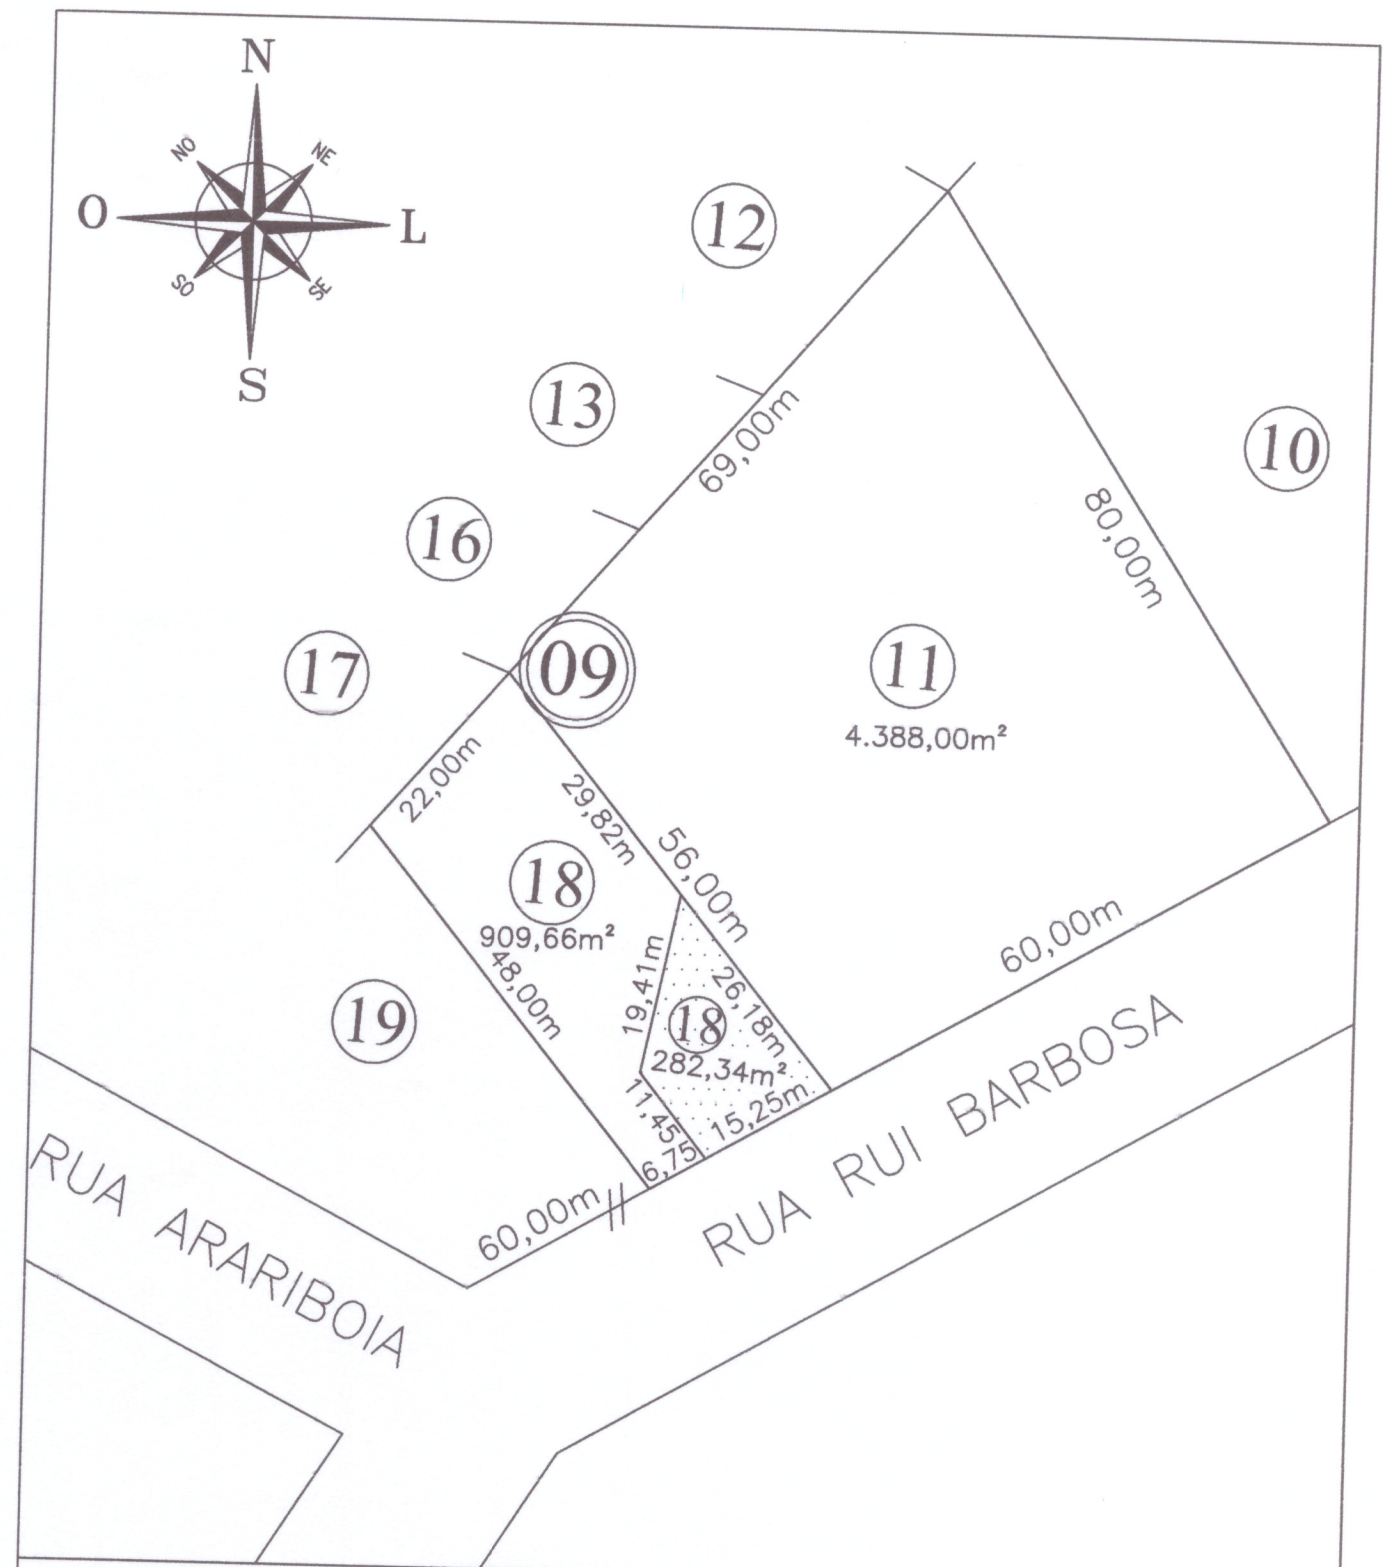 N
NO
NE
O
L
SO
SE
S
12
13
69,00m
10
16
80,00m
17
09
11
4.388,00m²
22,00m
29,82m
56,00m
18
909,66m²
48,00m
60,00m
19
19,41m
26,18m
18
282,34m²
11,45
15,25m
6,75
60,00m
RUA RUI BARBOSA
RUA ARARIBOIA